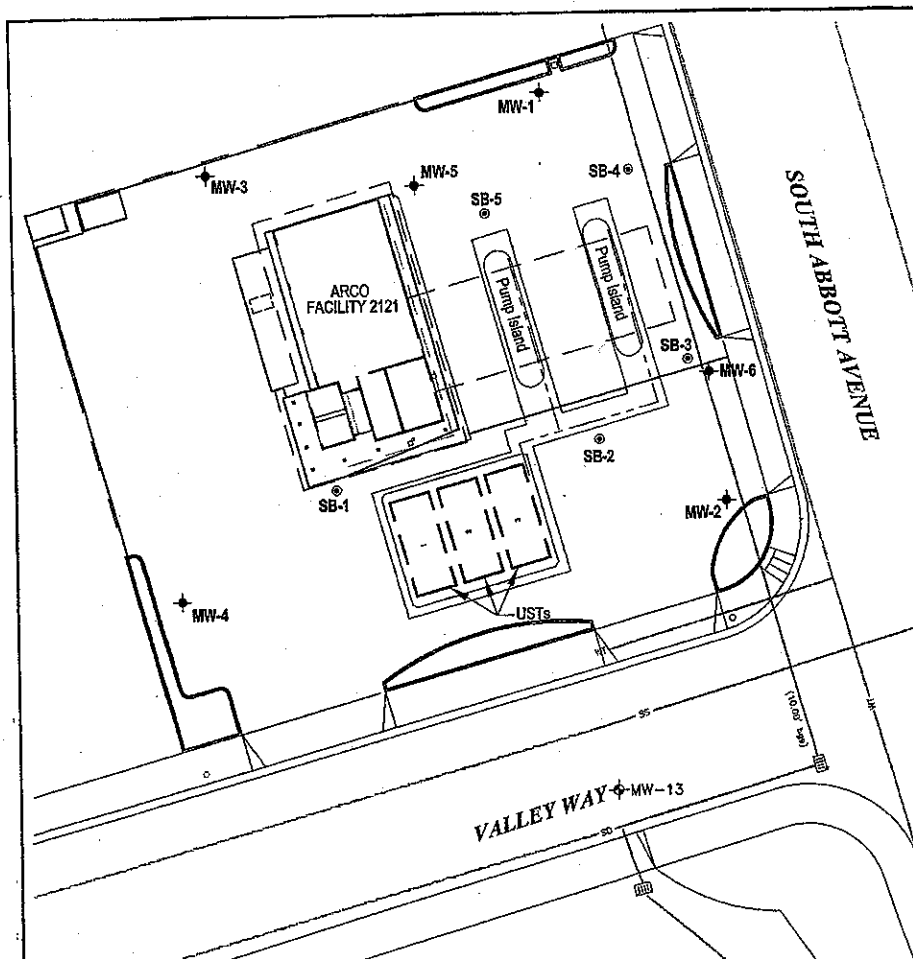 MW-1
MW-3
MW-5
SB-4
SB-5
SOUTH ABBOTT AVENUE
ARCO
FACILITY 2121
Pump Island
Pump Island
SB-3
MW-6
SB-2
SB-1
MW-2
MW-4
USTs
SS
(10.00' bgs)
VALLEY WAY
MW-13
SD